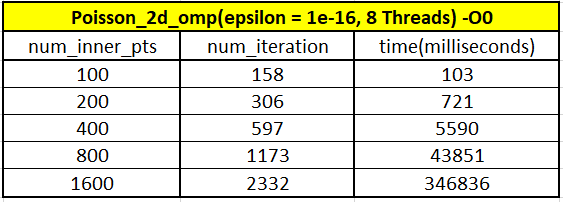 Poisson_2d_omp(epsilon = 1e-16, 8 Threads) -O0
num_inner_pts num_iteration time(milliseconds)
100 158 103
200 306 721
400 597 5590
800 1173 43851
1600 2332 346836